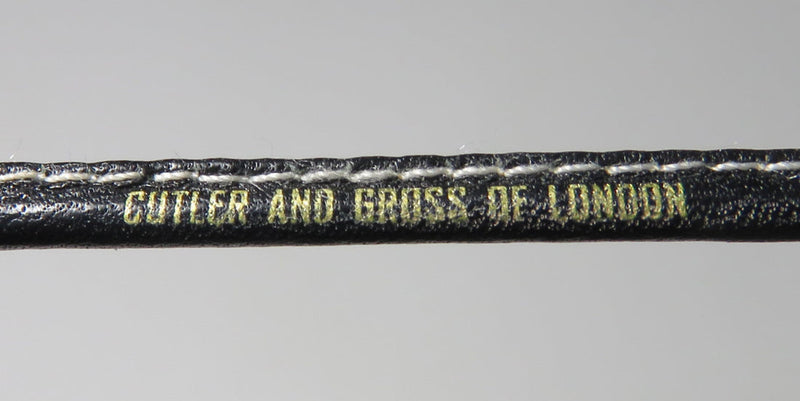 CUTLER AND GROSS OF LONDON